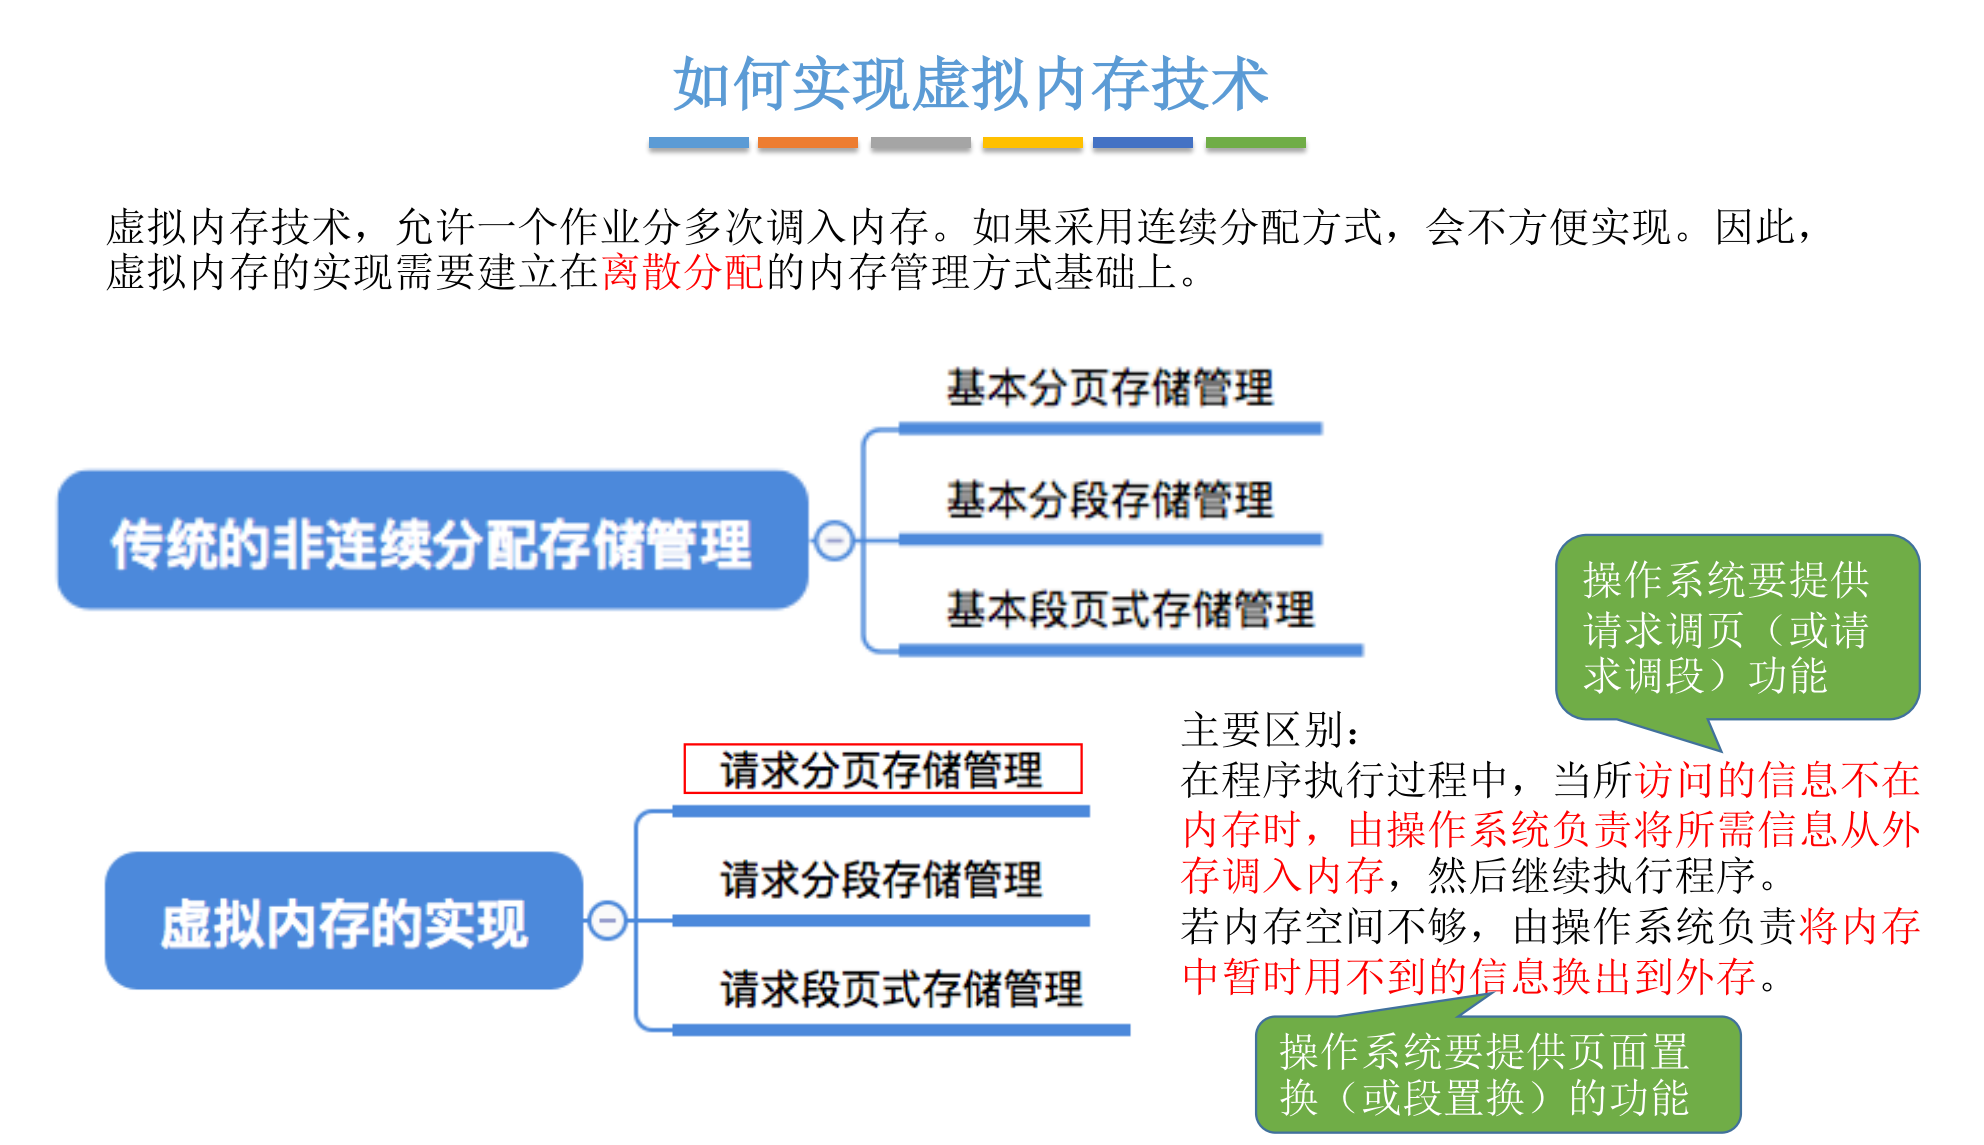 如何实现虚拟内存技术
虚拟内存技术，允许一个作业分多次调入内存。如果采用连续分配方式，会不方便实现。因此，
虚拟内存的实现需要建立在离散分配的内存管理方式基础上。
传统的非连续分配存储管理
基本分页存储管理
基本分段存储管理
基本段页式存储管理
虚拟内存的实现
请求分页存储管理
请求分段存储管理
请求段页式存储管理
操作系统要提供
请求调页（或请
求调段）功能
主要区别：
在程序执行过程中，当所访问的信息不在
内存时，由操作系统负责将所需信息从外
存调入内存，然后继续执行程序。
若内存空间不够，由操作系统负责将内存
中暂时用不到的信息换出到外存。
操作系统要提供页面置
换（或段置换）的功能